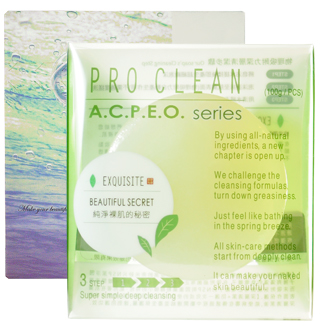 PRO CLEAN
(100g / PCS)
A.C.P.E.O. series
By using all-natural
ingredients, a new
chapter is open up.
We challenge the
cleansing formulas,
turn down greasiness.
Just feel like bathing
in the spring breeze.
All skin-care methods
start from deeply clean.
It can make your naked
skin beautiful.
EXQUISITE
BEAUTIFUL SECRET
純淨裸肌的秘密
Make your beauty
3 STEP
Super simple deep cleansing